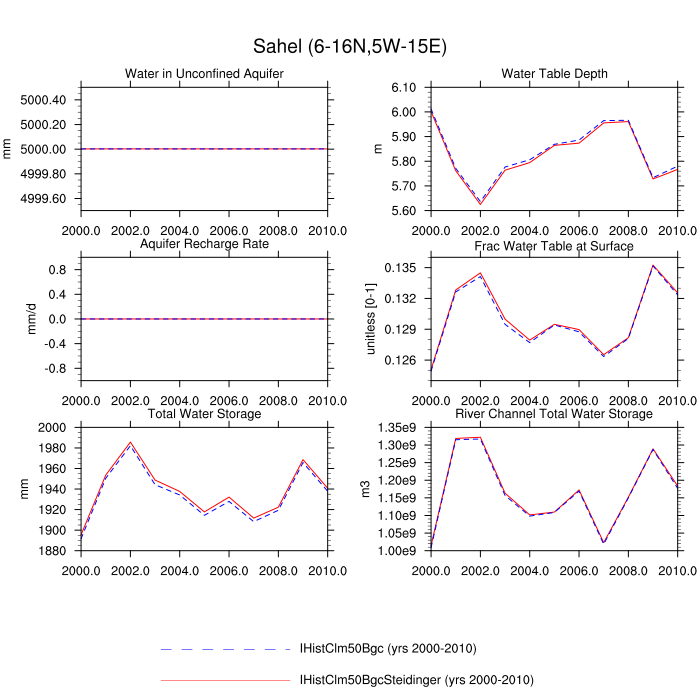 Sahel (6-16N,5W-15E)
Water in Unconfined Aquifer
5000.40
5000.20
5000.00
4999.80
4999.60
mm
2000.0 2002.0 2004.0 2006.0 2008.0 2010.0
Water Table Depth
6.10
6.00
5.90
5.80
5.70
5.60
m
2000.0 2002.0 2004.0 2006.0 2008.0 2010.0
Aquifer Recharge Rate
0.8
0.4
0.0
-0.4
-0.8
mm/d
2000.0 2002.0 2004.0 2006.0 2008.0 2010.0
Frac Water Table at Surface
0.135
0.132
0.129
0.126
unitless [0-1]
2000.0 2002.0 2004.0 2006.0 2008.0 2010.0
Total Water Storage
2000
1980
1960
1940
1920
1900
1880
mm
2000.0 2002.0 2004.0 2006.0 2008.0 2010.0
River Channel Total Water Storage
1.35e9
1.30e9
1.25e9
1.20e9
1.15e9
1.10e9
1.05e9
1.00e9
m3
2000.0 2002.0 2004.0 2006.0 2008.0 2010.0
IHistClm50Bgc (yrs 2000-2010)
IHistClm50BgcSteidinger (yrs 2000-2010)